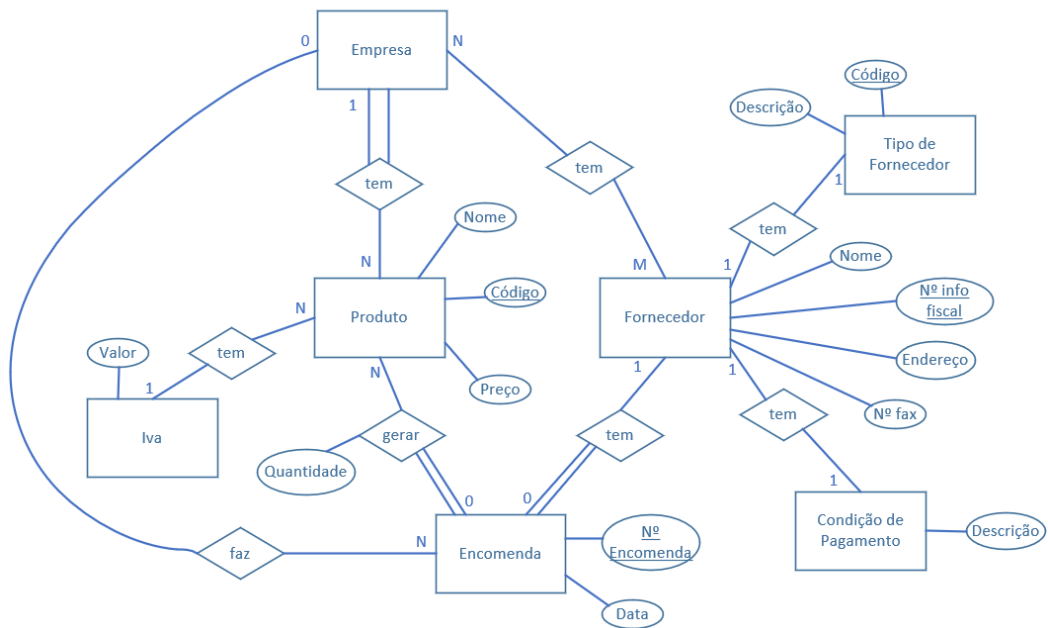 0
Empresa
N
1
Código
Descrição
Tipo de
Fornecedor
tem
tem
1
tem
Nome
N
M
1
Nome
Código
Nº info
fiscal
N
Produto
Fornecedor
tem
Endereço
Valor
Preço
1
N
1
1
Nº fax
tem
Iva
gerar
tem
Quantidade
1
0
0
Condição de
Pagamento
Descrição
faz
N
Encomenda
Nº
Encomenda
Data